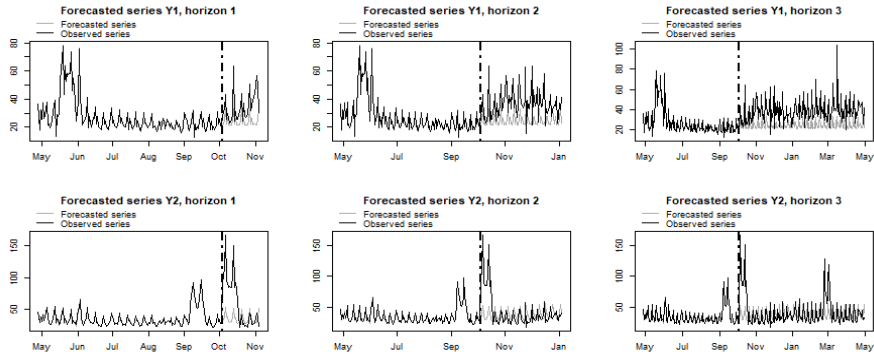 Forecasted series Y1, horizon 1
Forecasted series
Observed series
80
60
40
20
May Jun Jul Aug Sep Oct Nov
Forecasted series Y1, horizon 2
Forecasted series
Observed series
80
60
40
20
May Jul Sep Nov Jan
Forecasted series Y1, horizon 3
Forecasted series
Observed series
100
80
60
40
20
May Jul Sep Nov Jan Mar May
Forecasted series Y2, horizon 1
Forecasted series
Observed series
150
100
50
May Jun Jul Aug Sep Oct Nov
Forecasted series Y2, horizon 2
Forecasted series
Observed series
150
100
50
May Jul Sep Nov Jan
Forecasted series Y2, horizon 3
Forecasted series
Observed series
150
100
50
May Jul Sep Nov Jan Mar May